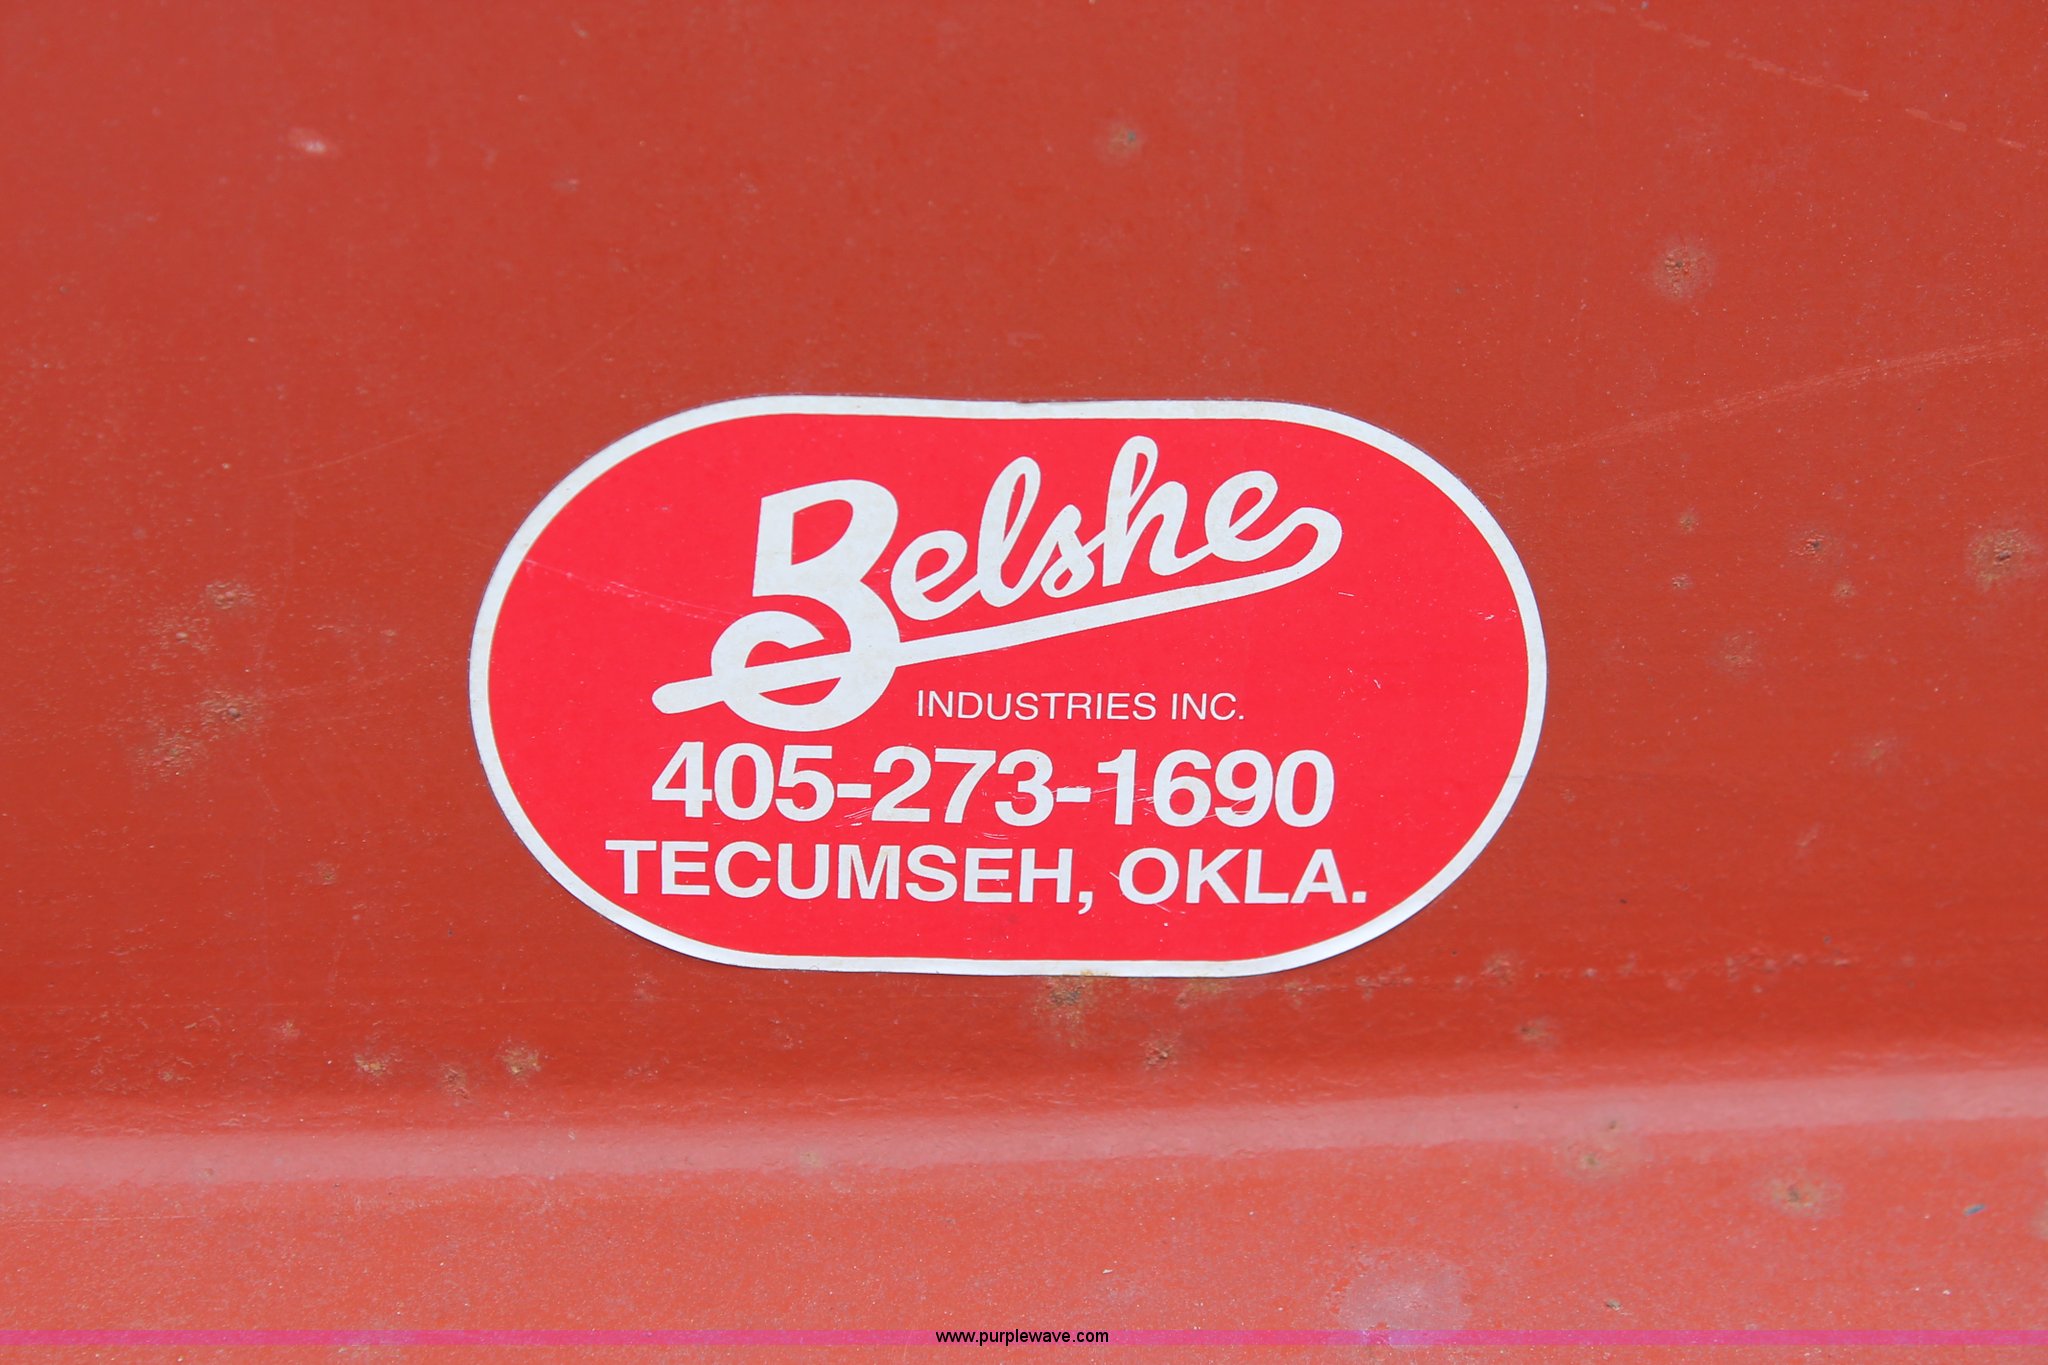 Belshe
INDUSTRIES INC.
405-273-1690
TECUMSEH, OKLA.
www.purplewave.com